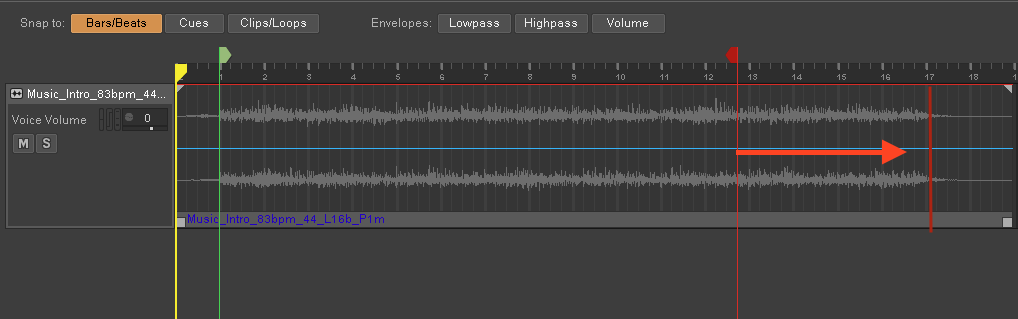 Snap to: Bars/Beats Cues Clips/Loops Envelopes: Lowpass Highpass Volume
1 2 3 4 5 6 7 8 9 10 11 12 13 14 15 16 17 18 1
Music_Intro_83bpm_44...
Voice Volume 0
M S
Music_Intro_83bpm_44_L16b_P1m